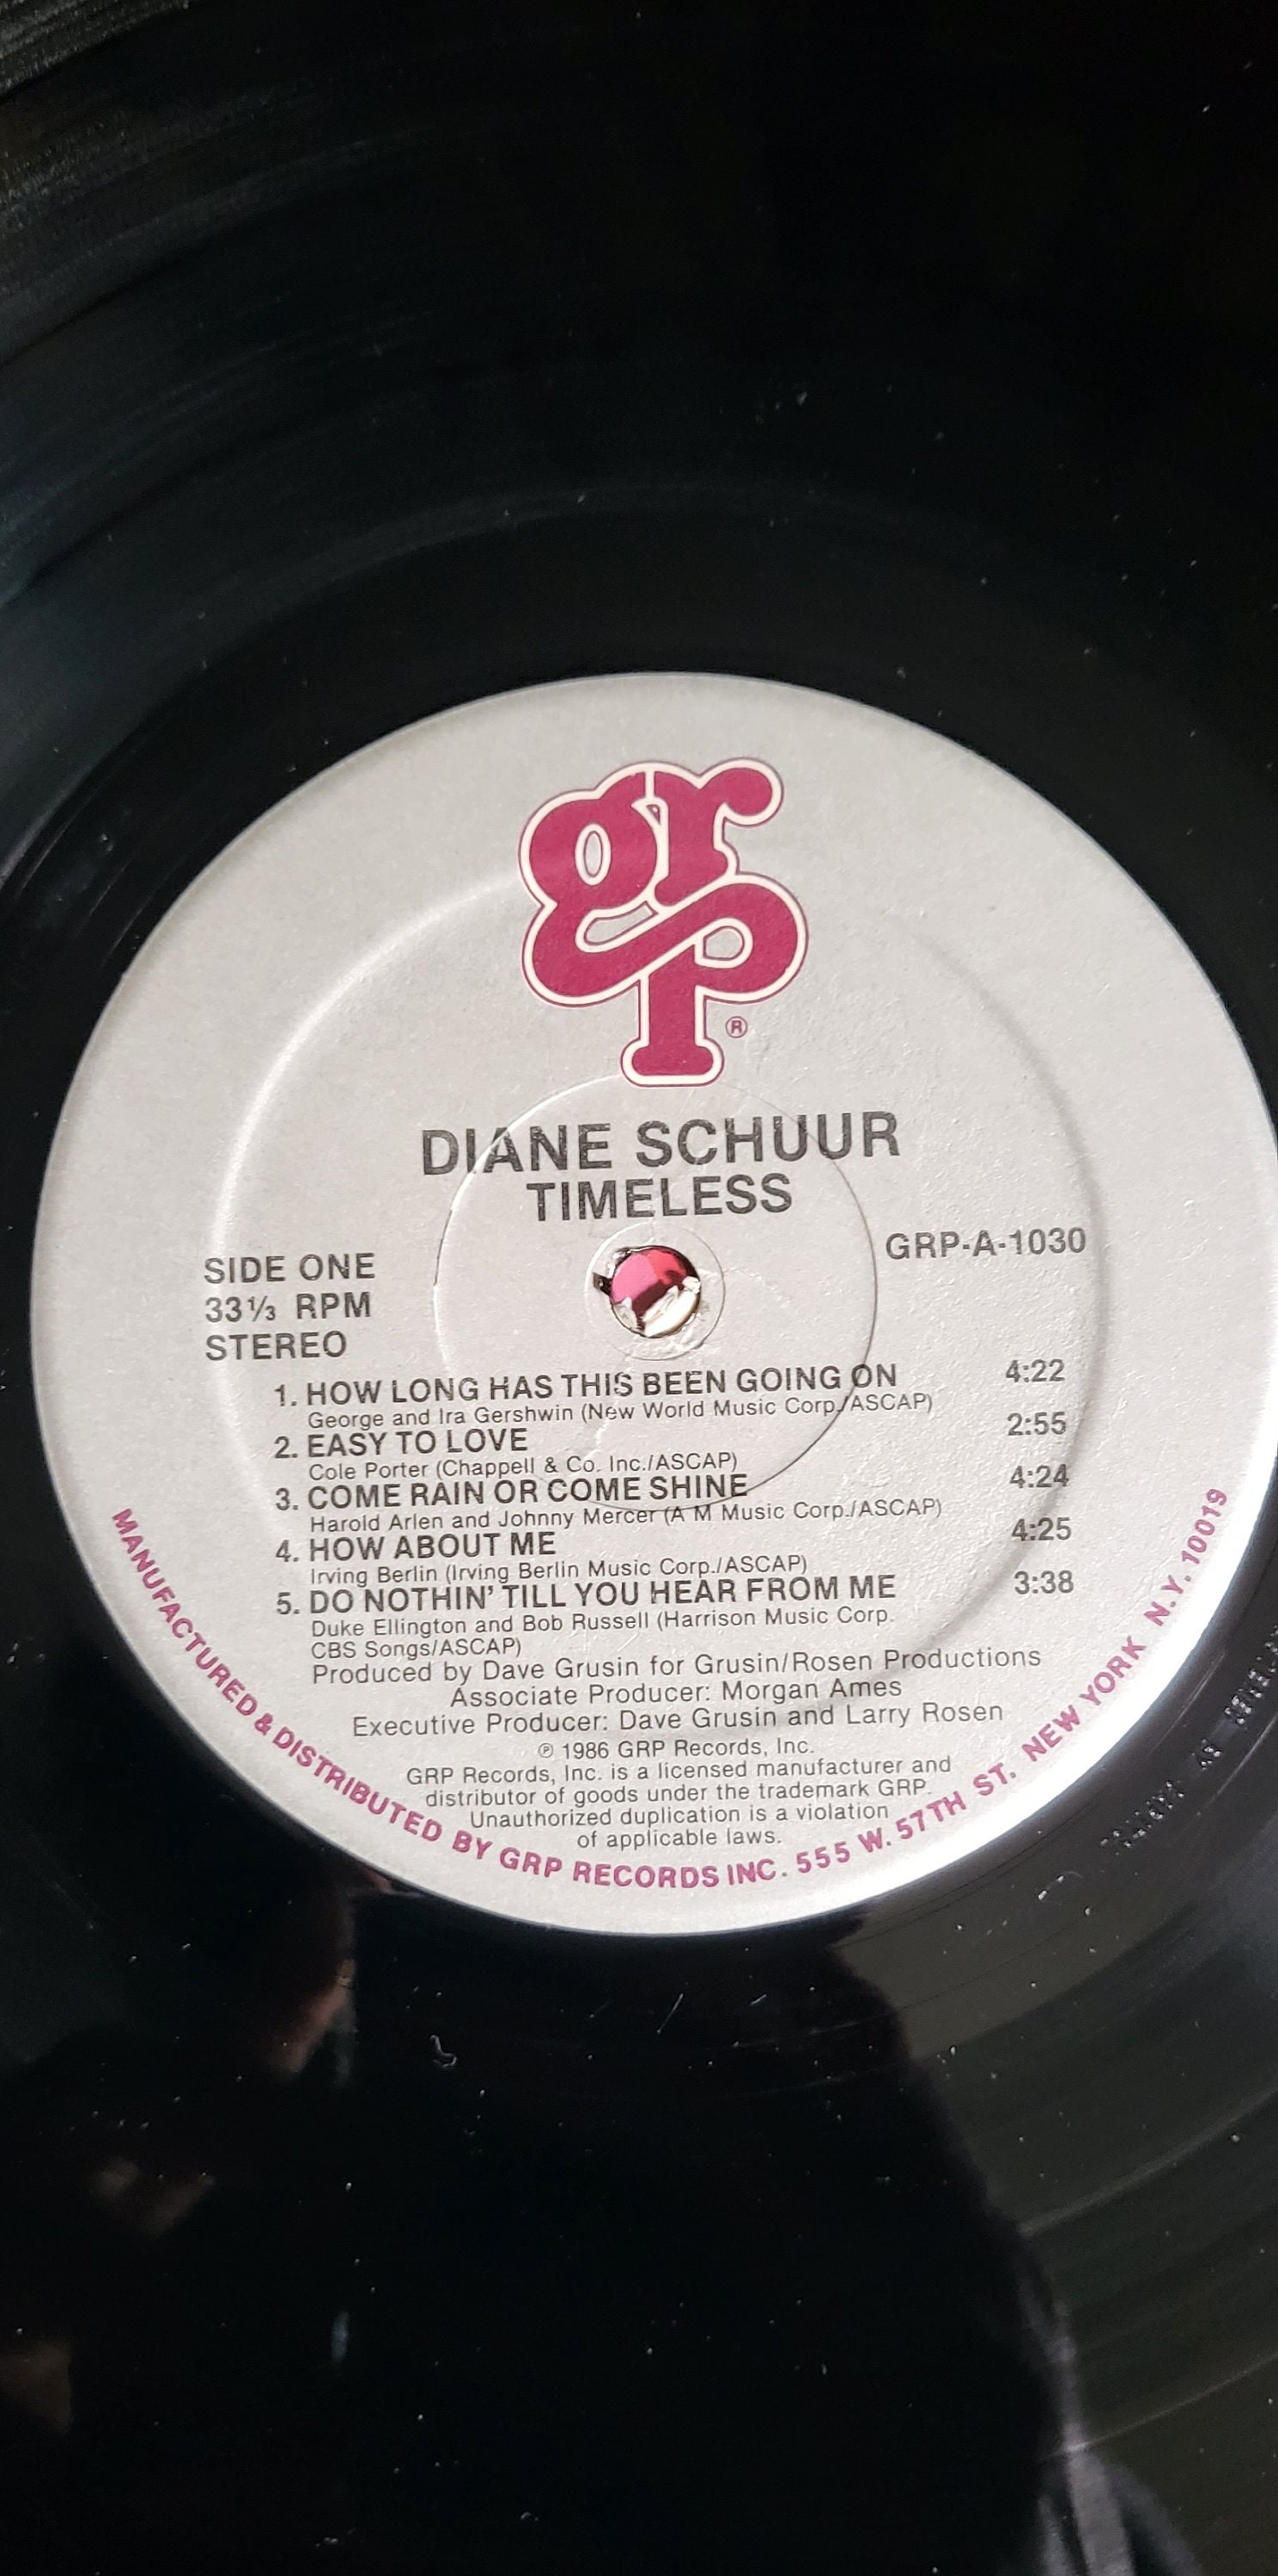 grp®
DIANE SCHUUR
TIMELESS
GRP-A-1030
SIDE ONE
33⅓ RPM
STEREO
1. HOW LONG HAS THIS BEEN GOING ON 4:22
George and Ira Gershwin (New World Music Corp./ASCAP)
2. EASY TO LOVE 2:55
Cole Porter (Chappell & Co. Inc./ASCAP)
3. COME RAIN OR COME SHINE 4:24
Harold Arlen and Johnny Mercer (A M Music Corp./ASCAP)
4. HOW ABOUT ME 4:25
Irving Berlin (Irving Berlin Music Corp./ASCAP)
5. DO NOTHIN' TILL YOU HEAR FROM ME 3:38
Duke Ellington and Bob Russell (Harrison Music Corp.
CBS Songs/ASCAP)
Produced by Dave Grusin for Grusin/Rosen Productions
Associate Producer: Morgan Ames
Executive Producer: Dave Grusin and Larry Rosen
℗ 1986 GRP Records, Inc.
GRP Records, Inc. is a licensed manufacturer and
distributor of goods under the trademark GRP.
Unauthorized duplication is a violation
of applicable laws.
MANUFACTURED & DISTRIBUTED BY GRP RECORDS INC. 555 W. 57TH ST. NEW YORK N.Y. 10019